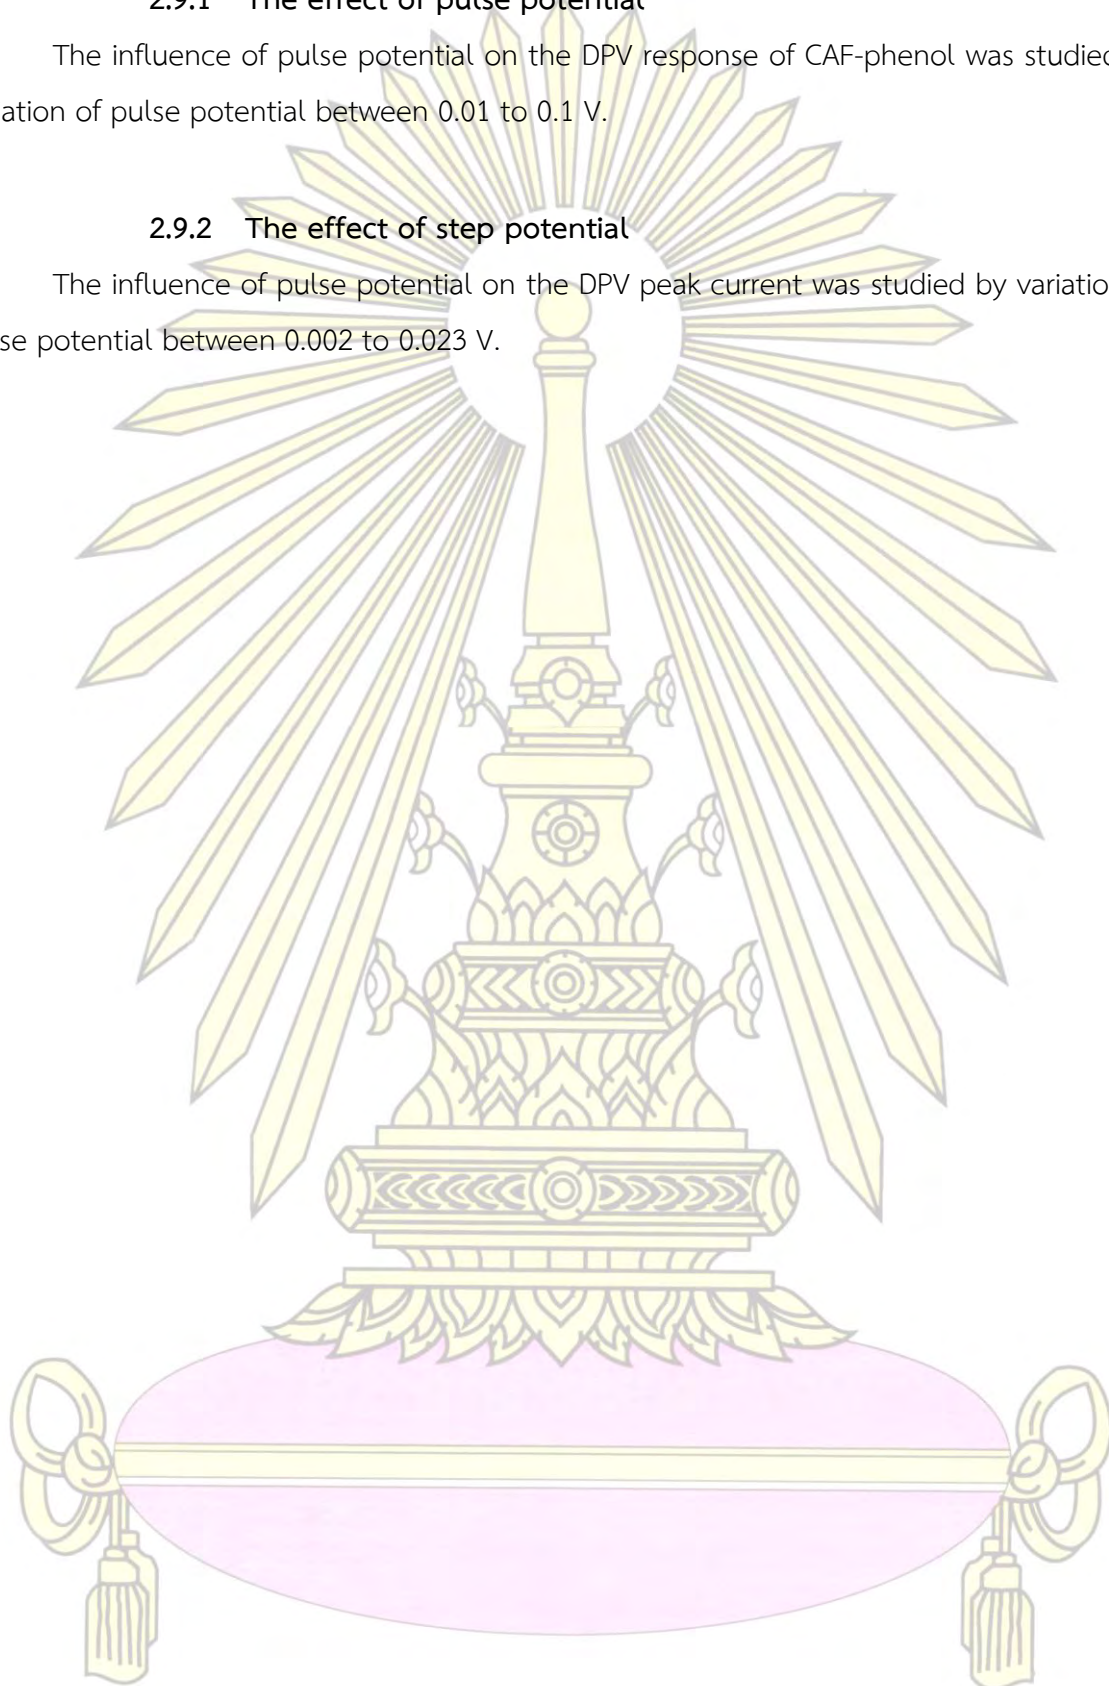 2.9.1 The effect of pulse potential
The influence of pulse potential on the DPV response of CAF-phenol was studied
ation of pulse potential between 0.01 to 0.1 V.
2.9.2 The effect of step potential
The influence of pulse potential on the DPV peak current was studied by variation
se potential between 0.002 to 0.023 V.